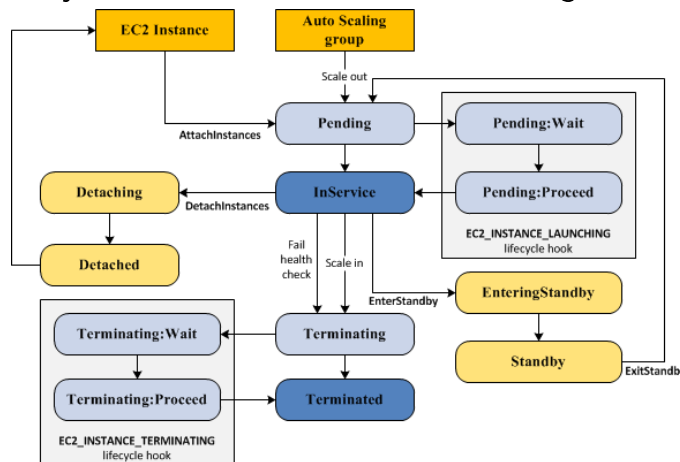 EC2 Instance
Auto Scaling
group
Scale out
AttachInstances
Pending
Pending:Wait
Detaching
DetachInstances
InService
Pending:Proceed
EC2_INSTANCE_LAUNCHING
lifecycle hook
Detached
Fail
health
check
Scale in
EnterStandby
EnteringStandby
Terminating:Wait
Terminating
Standby
ExitStandb
Terminating:Proceed
Terminated
EC2_INSTANCE_TERMINATING
lifecycle hook